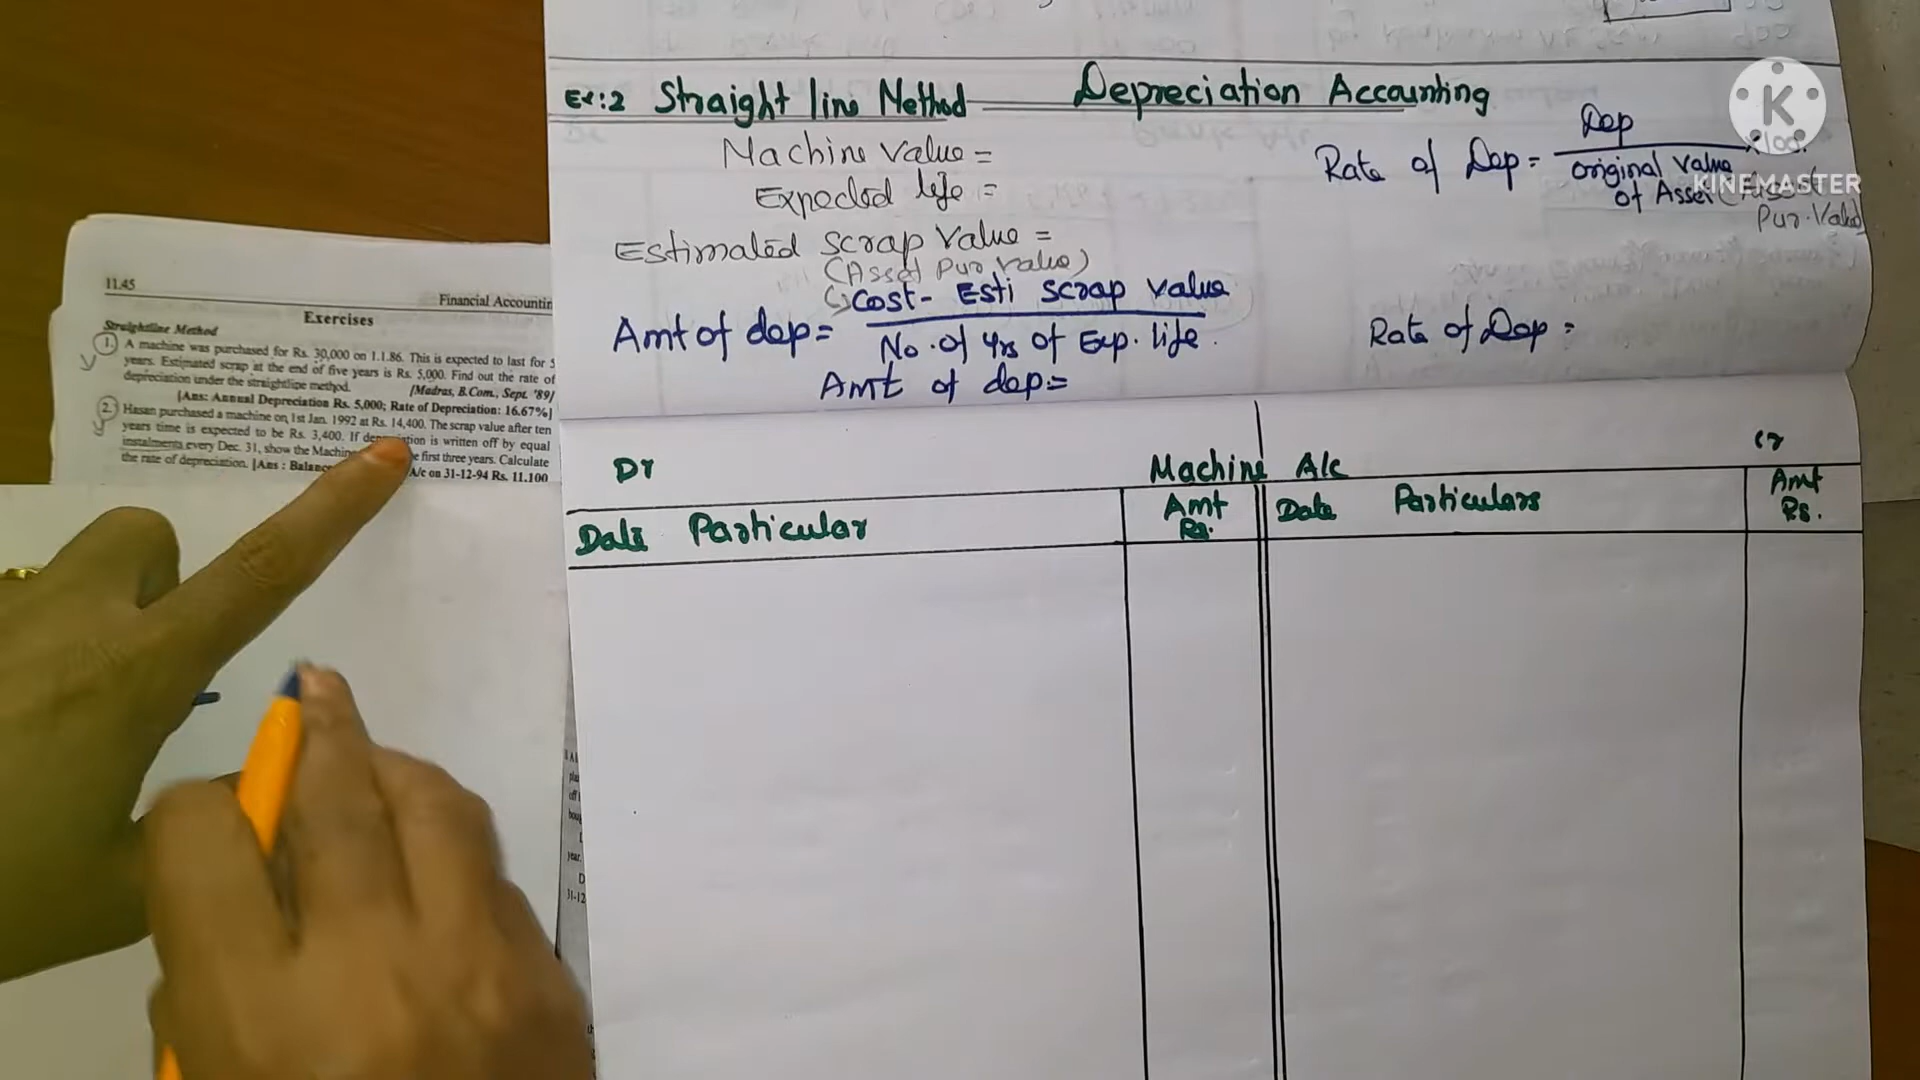 Ex:2 Straight line Method Depreciation Accounting
Machine Value =
Expected life =
Estimated Scrap Value =
(Asset Pur value)
Amt of dep = Cost - Esti scrap value
No. of Yrs of Exp. life.
Amt of dep =
Rate of Dep = Dep
original value
of Asset
Pur. Value
Rate of Dep =
K
KINEMASTER
11.45
Financial Accountin
Exercises
Straightline Method
1. A machine was purchased for Rs. 30,000 on 1.1.86. This is expected to last for 5
years. Estimated scrap at the end of five years is Rs. 5,000. Find out the rate of
depreciation under the straightline method. [Madras, B.Com., Sept. '89]
[Ans: Annual Depreciation Rs. 5,000; Rate of Depreciation: 16.67%]
2. Hasan purchased a machine on 1st Jan. 1992 at Rs. 14,400. The scrap value after ten
years time is expected to be Rs. 3,400. If depreciation is written off by equal
instalments every Dec. 31, show the Machine first three years. Calculate
the rate of depreciation. [Ans : Balance A/c on 31-12-94 Rs. 11,100
Dr Machine A/c Cr
Date Particular Amt Rs. Date Particulars Amt Rs.
year.
31-12